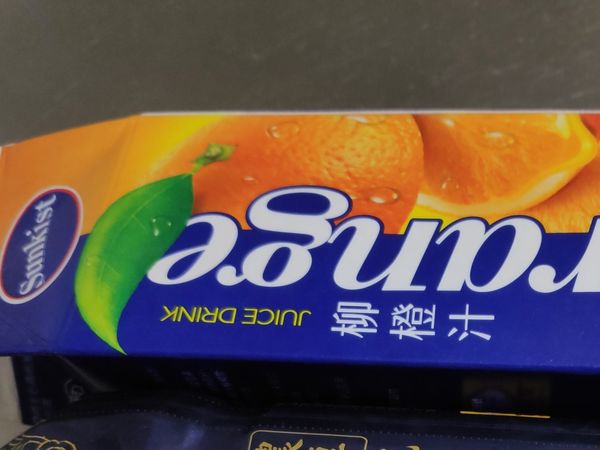 Sunkist
range
JUICE DRINK
柳橙汁